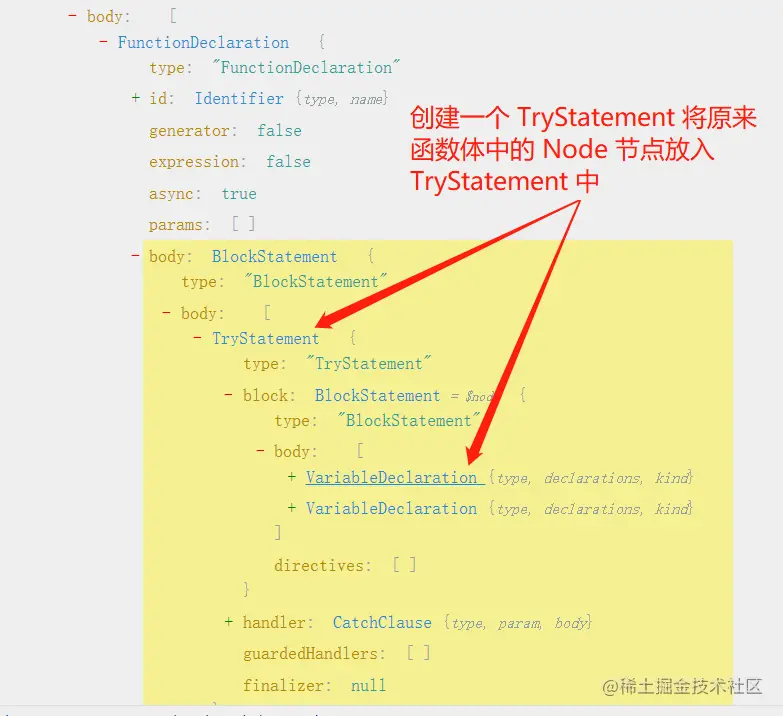 - body: [
- FunctionDeclaration {
type: "FunctionDeclaration"
+ id: Identifier {type, name}
generator: false
expression: false
async: true
params: [ ]
创建一个 TryStatement 将原来
函数体中的 Node 节点放入
TryStatement 中
- body: BlockStatement {
type: "BlockStatement"
- body: [
- TryStatement {
type: "TryStatement"
- block: BlockStatement = $node {
type: "BlockStatement"
- body: [
+ VariableDeclaration {type, declarations, kind}
+ VariableDeclaration {type, declarations, kind}
]
directives: [ ]
}
+ handler: CatchClause {type, param, body}
guardedHandlers: [ ]
finalizer: null
@稀土掘金技术社区